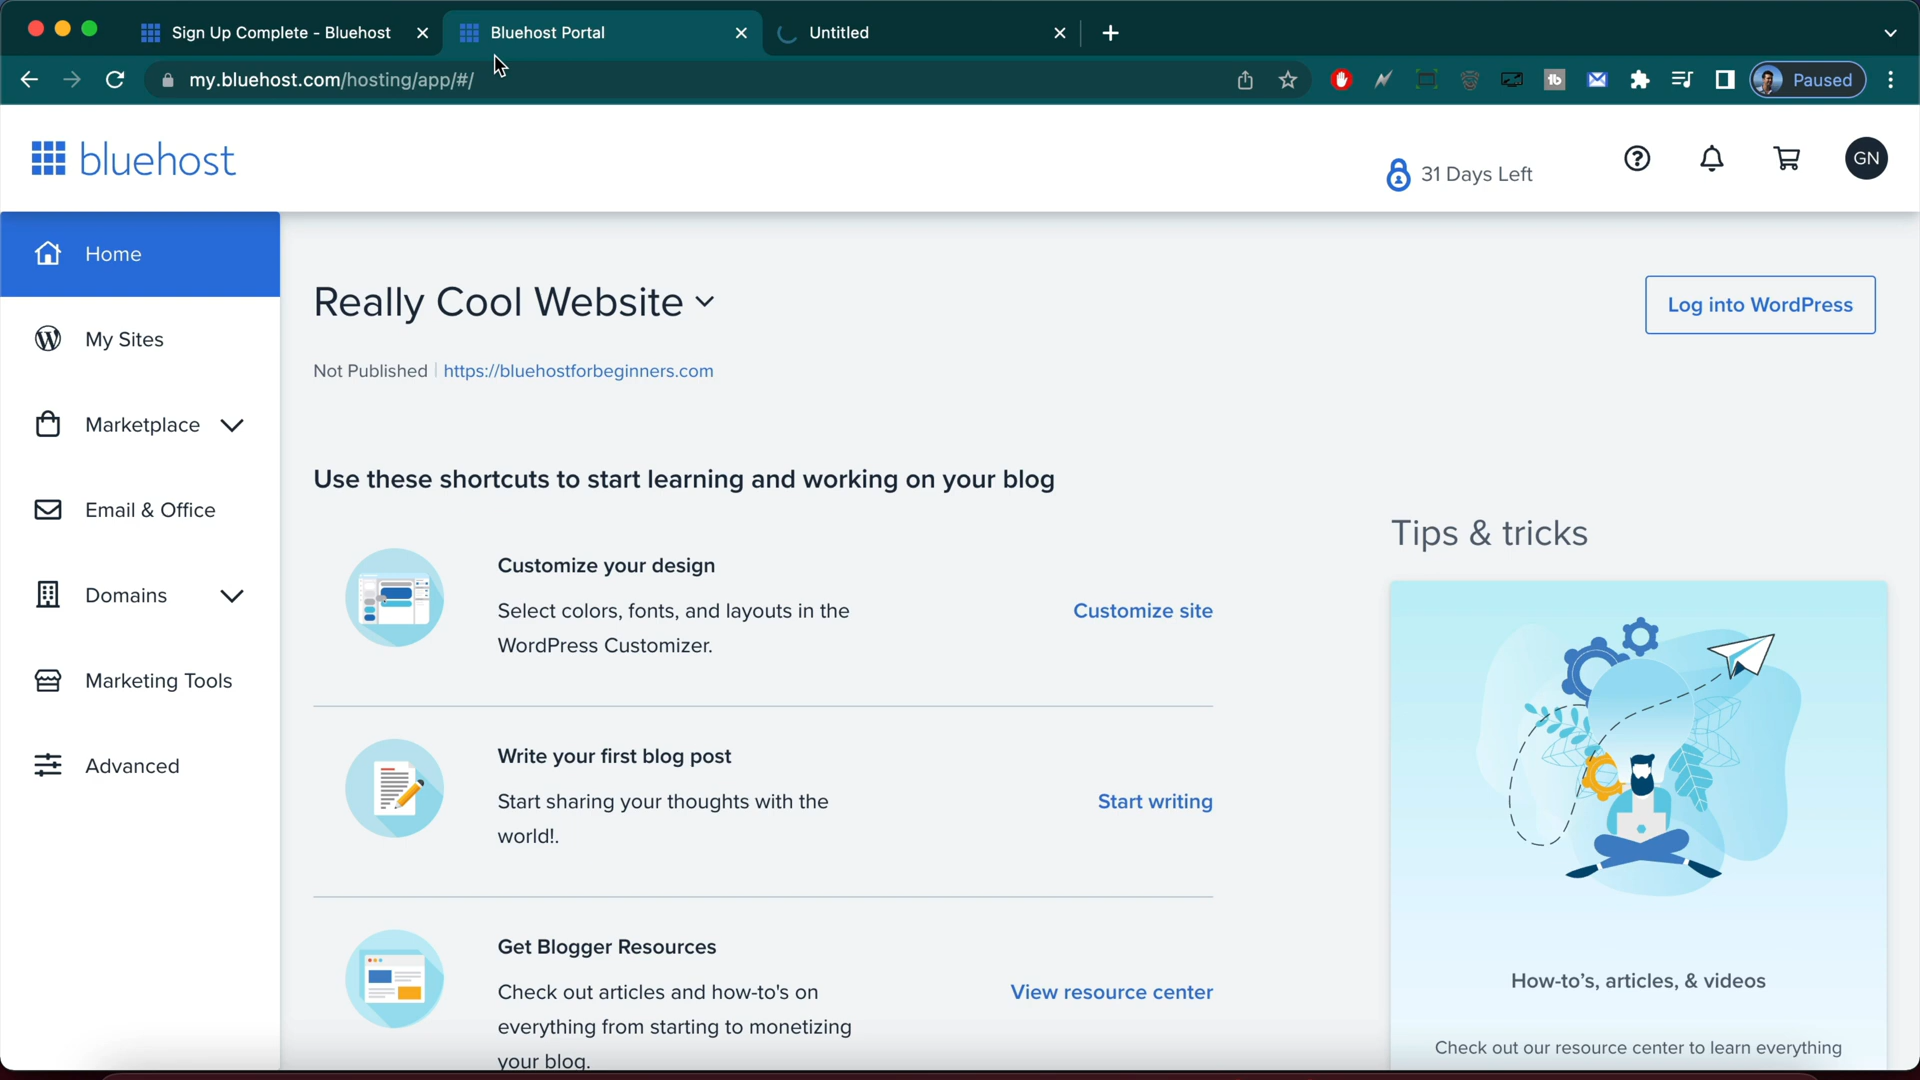 Sign Up Complete - Bluehost
Bluehost Portal
Untitled
my.bluehost.com/hosting/app/#/
tb
Paused
bluehost
31 Days Left
GN
Home
Really Cool Website
Log into WordPress
My Sites
Not Published
https://bluehostforbeginners.com
Marketplace
Use these shortcuts to start learning and working on your blog
Email & Office
Tips & tricks
Customize your design
Select colors, fonts, and layouts in the
WordPress Customizer.
Customize site
Domains
Marketing Tools
Write your first blog post
Start sharing your thoughts with the
world!.
Start writing
Advanced
Get Blogger Resources
Check out articles and how-to's on
everything from starting to monetizing
your blog.
View resource center
How-to’s, articles, & videos
Check out our resource center to learn everything